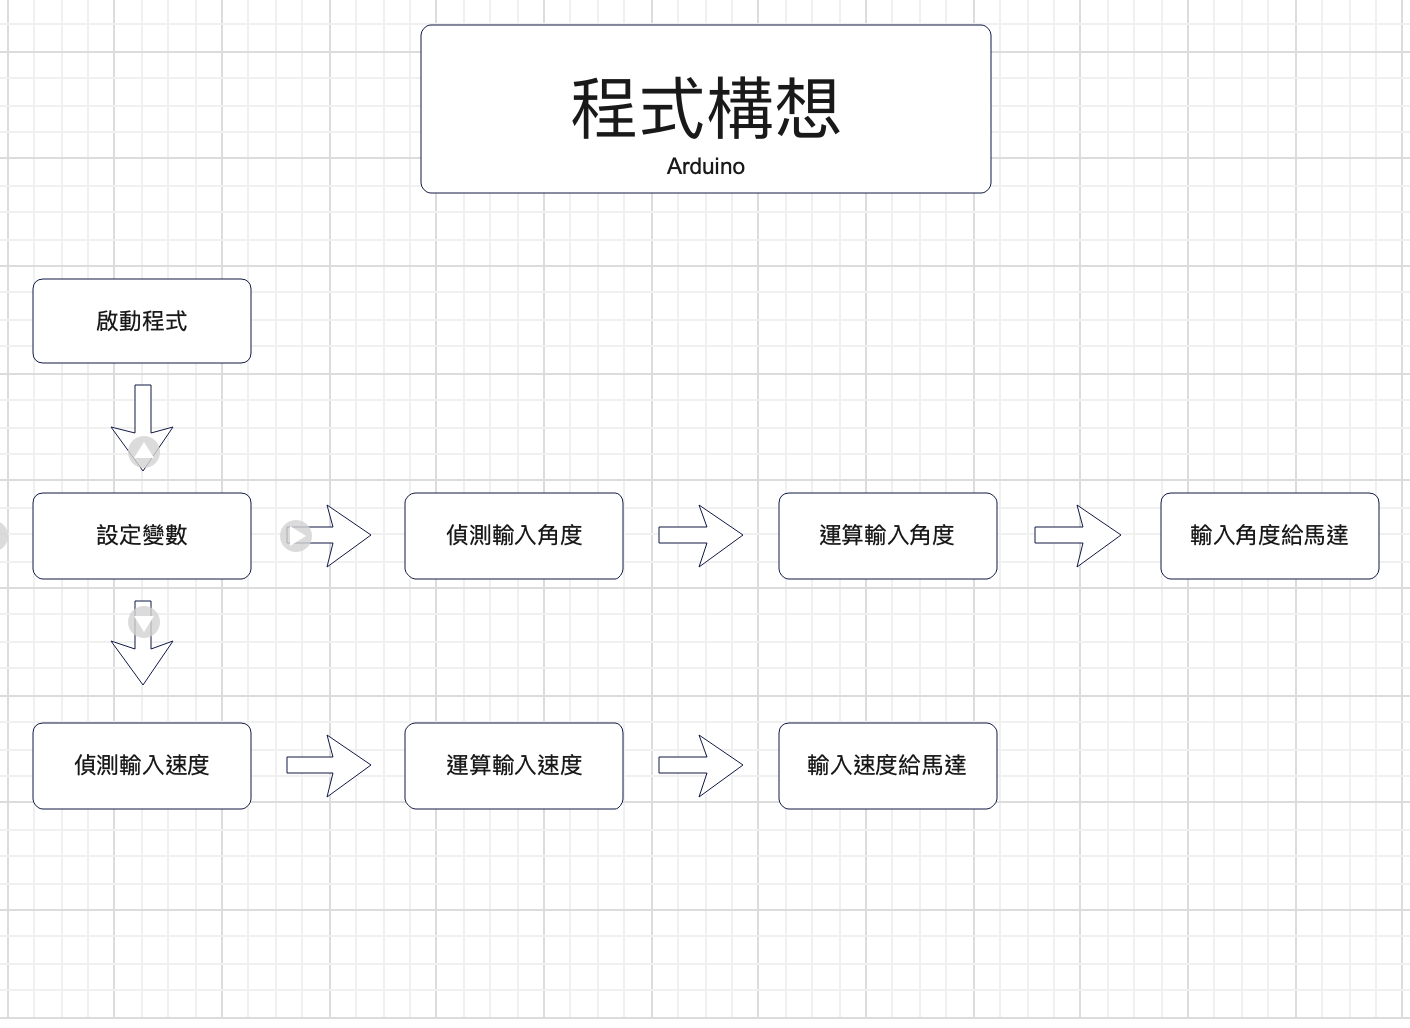 程式構想
Arduino
啟動程式
設定變數
偵測輸入角度
運算輸入角度
輸入角度給馬達
偵測輸入速度
運算輸入速度
輸入速度給馬達